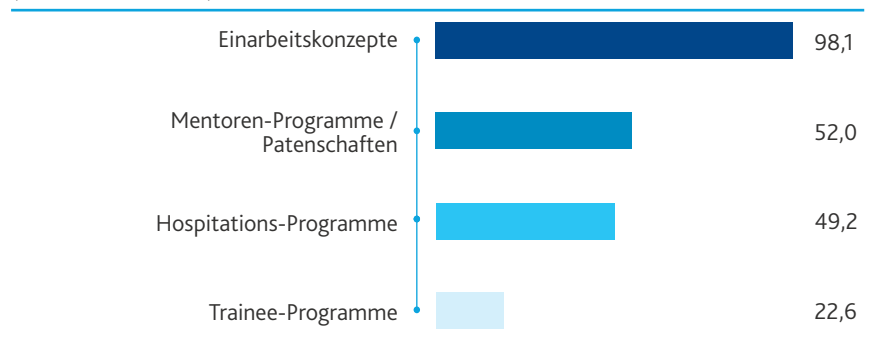 Einarbeitskonzepte 98,1
Mentoren-Programme /
Patenschaften 52,0
Hospitations-Programme 49,2
Trainee-Programme 22,6